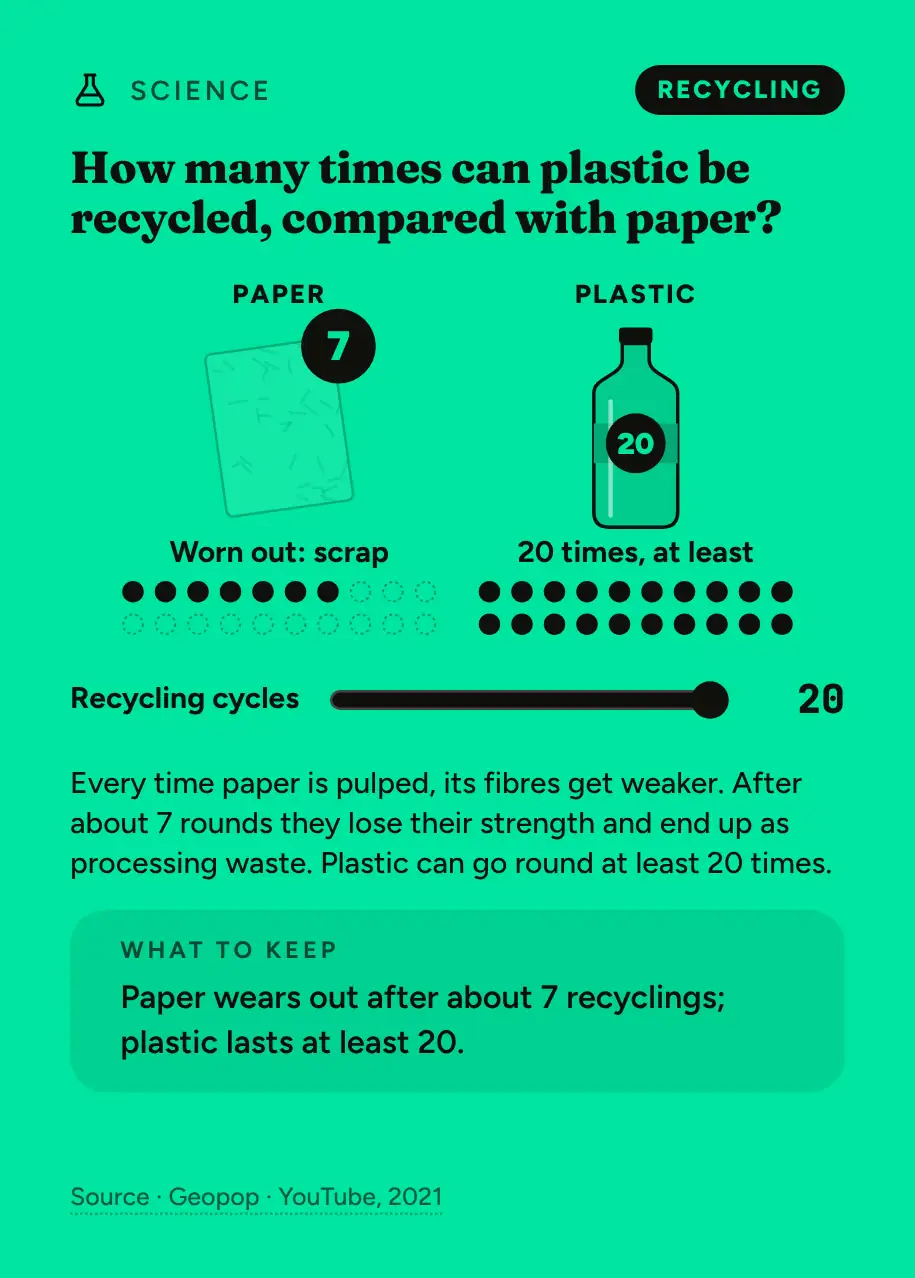 SCIENCE
RECYCLING
How many times can plastic be
recycled, compared with paper?
PAPER
PLASTIC
7
20
Worn out: scrap
20 times, at least
Recycling cycles
20
Every time paper is pulped, its fibres get weaker. After
about 7 rounds they lose their strength and end up as
processing waste. Plastic can go round at least 20 times.
WHAT TO KEEP
Paper wears out after about 7 recyclings;
plastic lasts at least 20.
Source · Geopop · YouTube, 2021